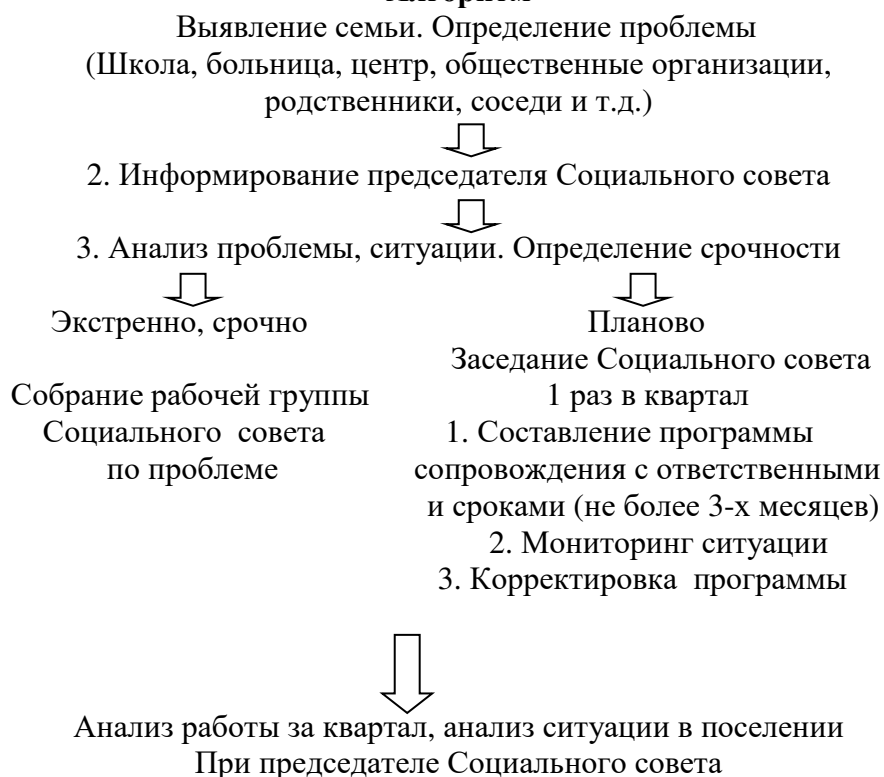 Выявление семьи. Определение проблемы
(Школа, больница, центр, общественные организации,
родственники, соседи и т.д.)
2. Информирование председателя Социального совета
3. Анализ проблемы, ситуации. Определение срочности
Экстренно, срочно
Собрание рабочей группы
Социального совета
по проблеме
Планово
Заседание Социального совета
1 раз в квартал
1. Составление программы
сопровождения с ответственными
и сроками (не более 3-х месяцев)
2. Мониторинг ситуации
3. Корректировка программы
Анализ работы за квартал, анализ ситуации в поселении
При председателе Социального совета